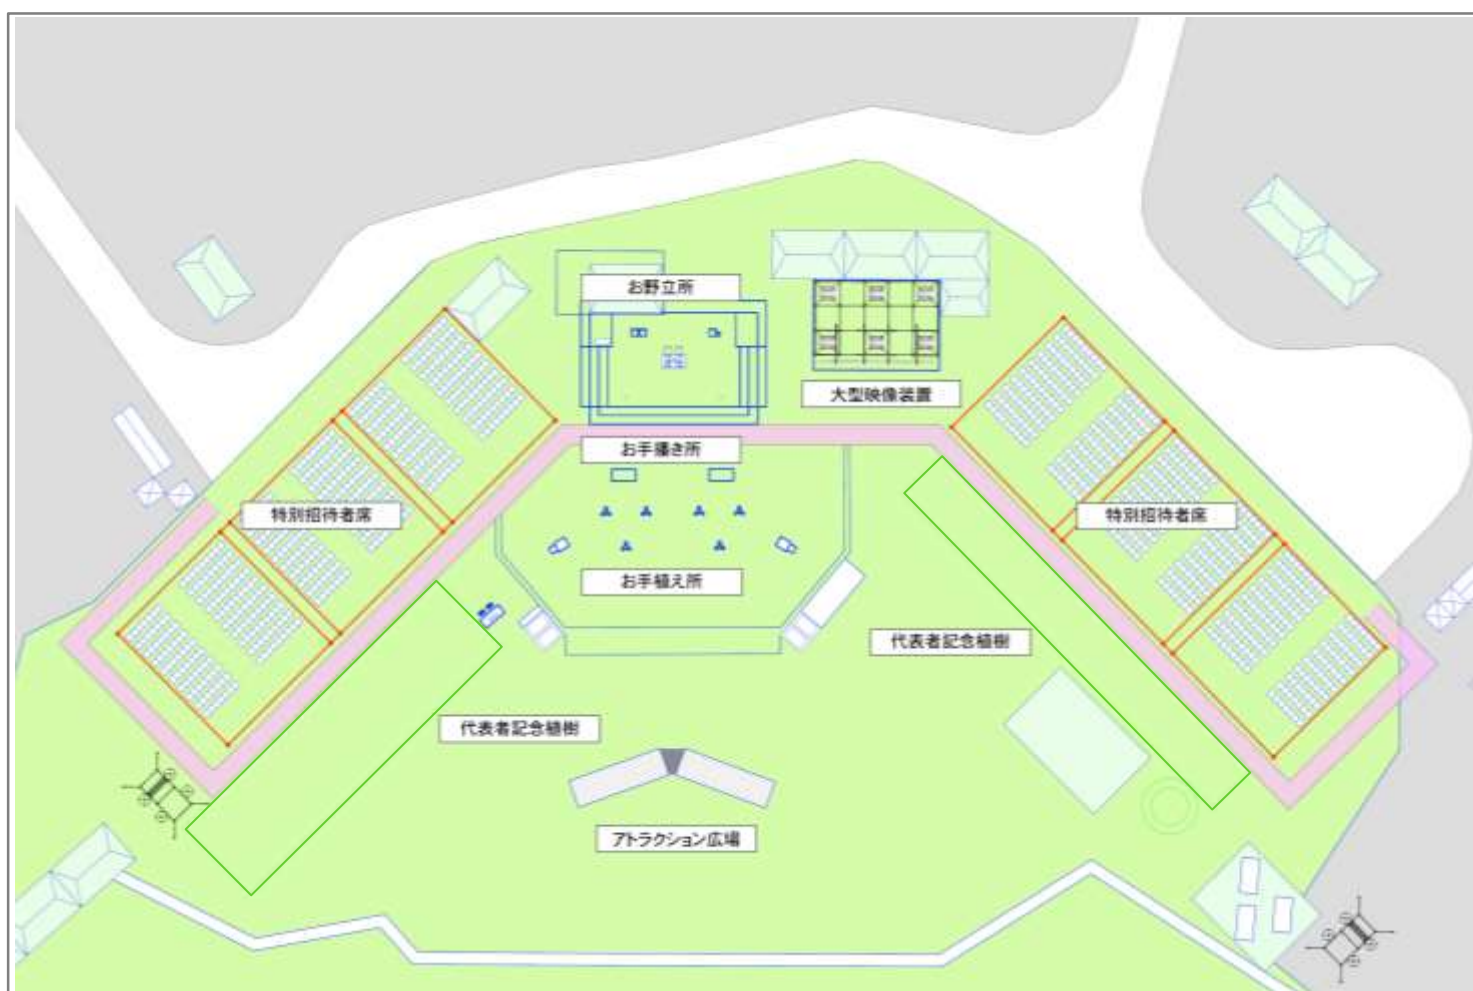 お野立所
大型映像装置
お手播き所
特別招待者席
特別招待者席
お手植え所
代表者記念植樹
代表者記念植樹
アトラクション広場